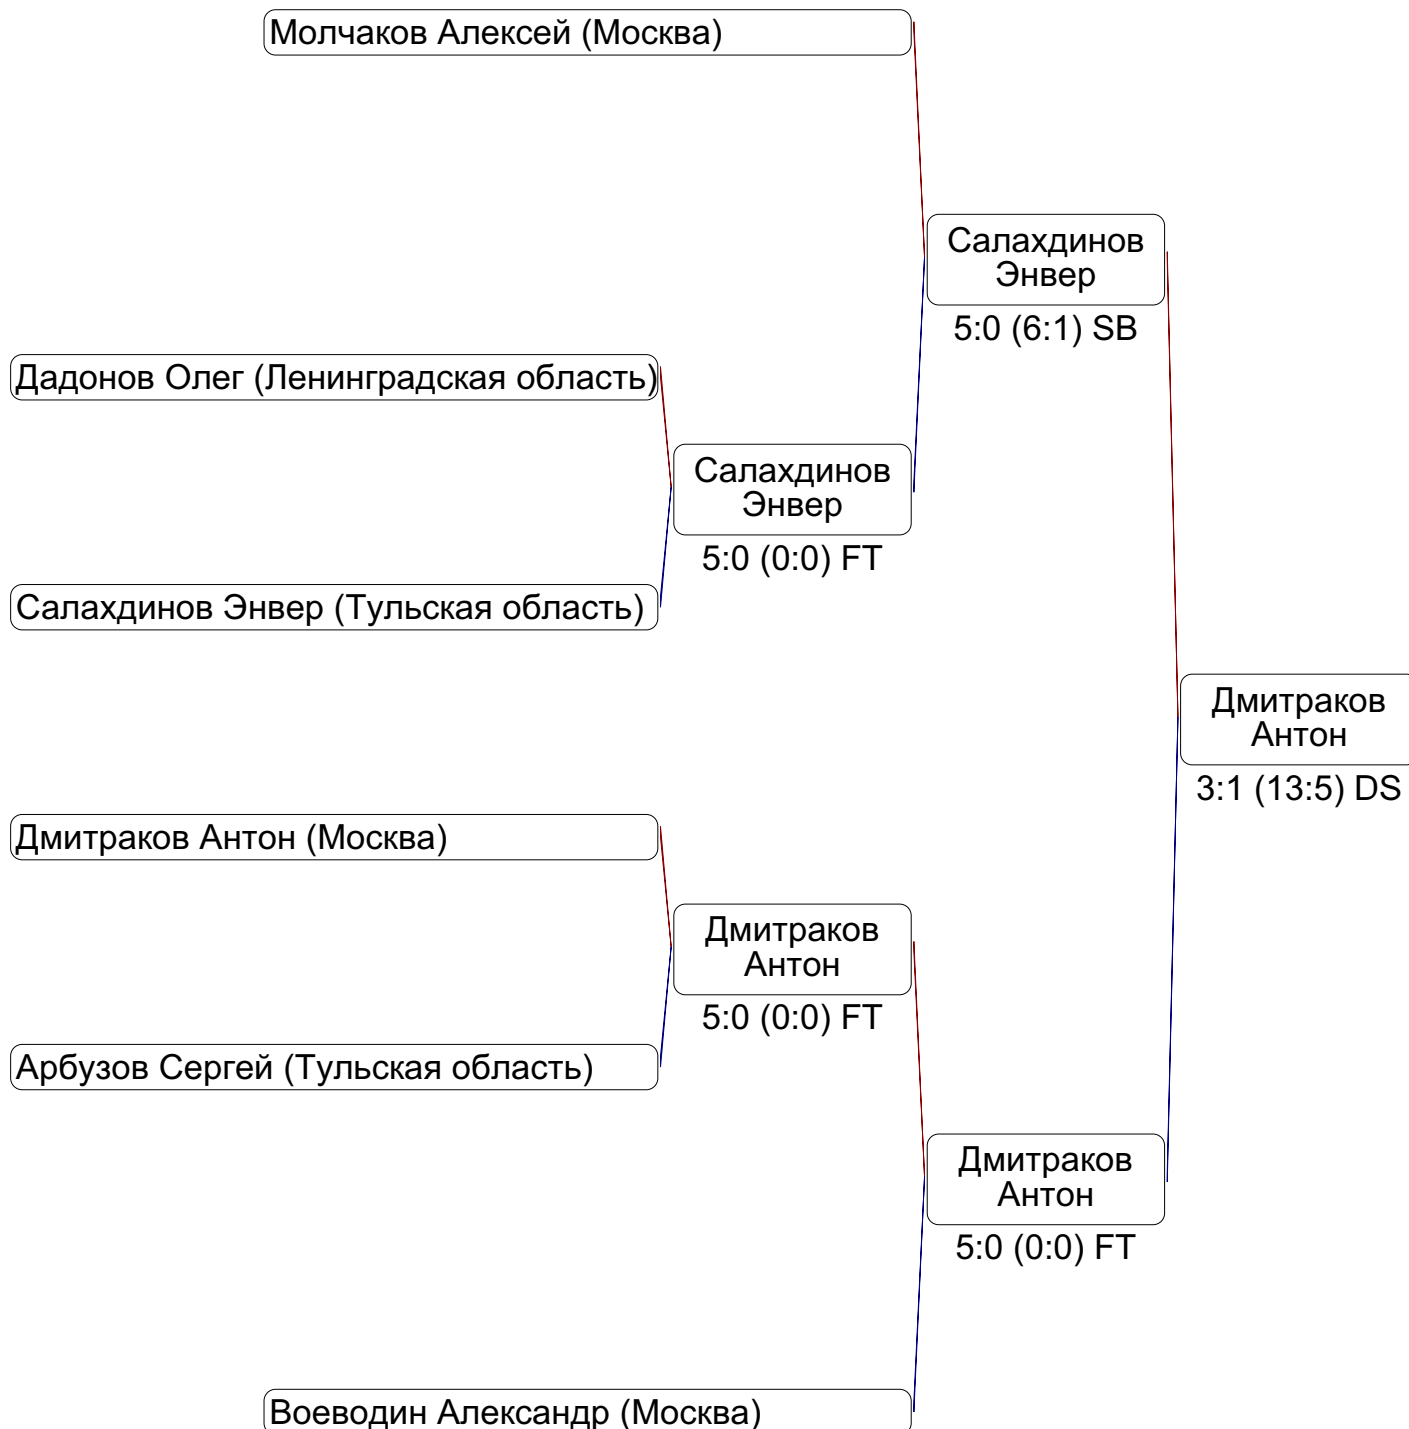 Молчаков Алексей (Москва)
Салахдинов
Энвер
5:0 (6:1) SB
Дадонов Олег (Ленинградская область)
Салахдинов
Энвер
5:0 (0:0) FT
Салахдинов Энвер (Тульская область)
Дмитраков
Антон
3:1 (13:5) DS
Дмитраков Антон (Москва)
Дмитраков
Антон
5:0 (0:0) FT
Арбузов Сергей (Тульская область)
Дмитраков
Антон
5:0 (0:0) FT
Воеводин Александр (Москва)